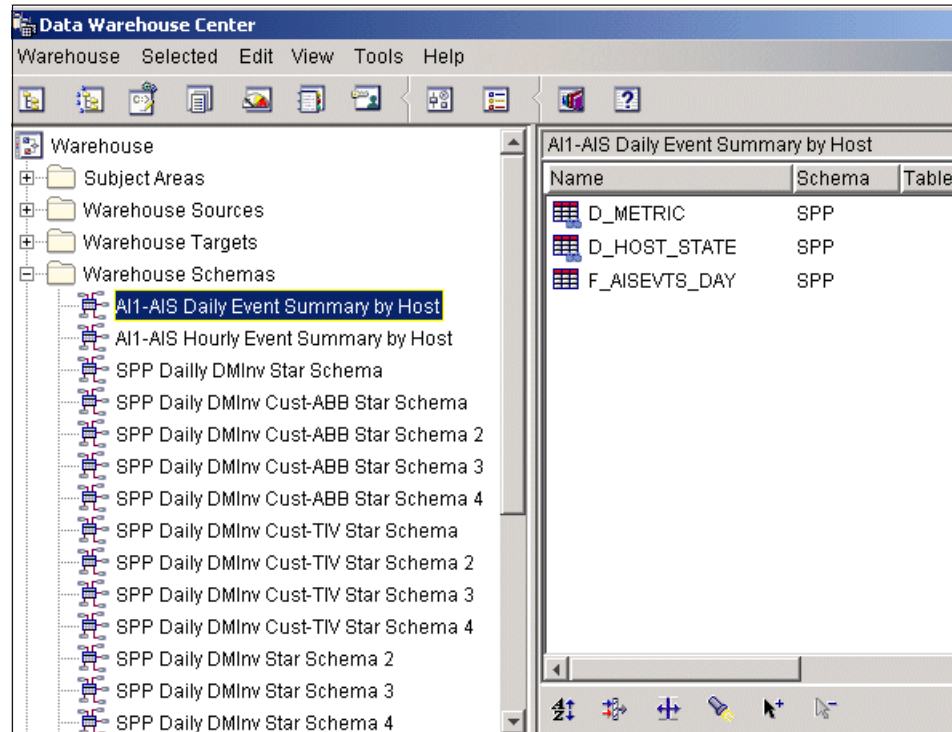 Data Warehouse Center
Warehouse Selected Edit View Tools Help
Warehouse
Subject Areas
Warehouse Sources
Warehouse Targets
Warehouse Schemas
AI1-AIS Daily Event Summary by Host
AI1-AIS Hourly Event Summary by Host
SPP Dailly DMInv Star Schema
SPP Daily DMInv Cust-ABB Star Schema
SPP Daily DMInv Cust-ABB Star Schema 2
SPP Daily DMInv Cust-ABB Star Schema 3
SPP Daily DMInv Cust-ABB Star Schema 4
SPP Daily DMInv Cust-TIV Star Schema
SPP Daily DMInv Cust-TIV Star Schema 2
SPP Daily DMInv Cust-TIV Star Schema 3
SPP Daily DMInv Cust-TIV Star Schema 4
SPP Daily DMInv Star Schema 2
SPP Daily DMInv Star Schema 3
SPP Daily DMInv Star Schema 4
AI1-AIS Daily Event Summary by Host
Name Schema Table
D_METRIC SPP
D_HOST_STATE SPP
F_AISEVTS_DAY SPP